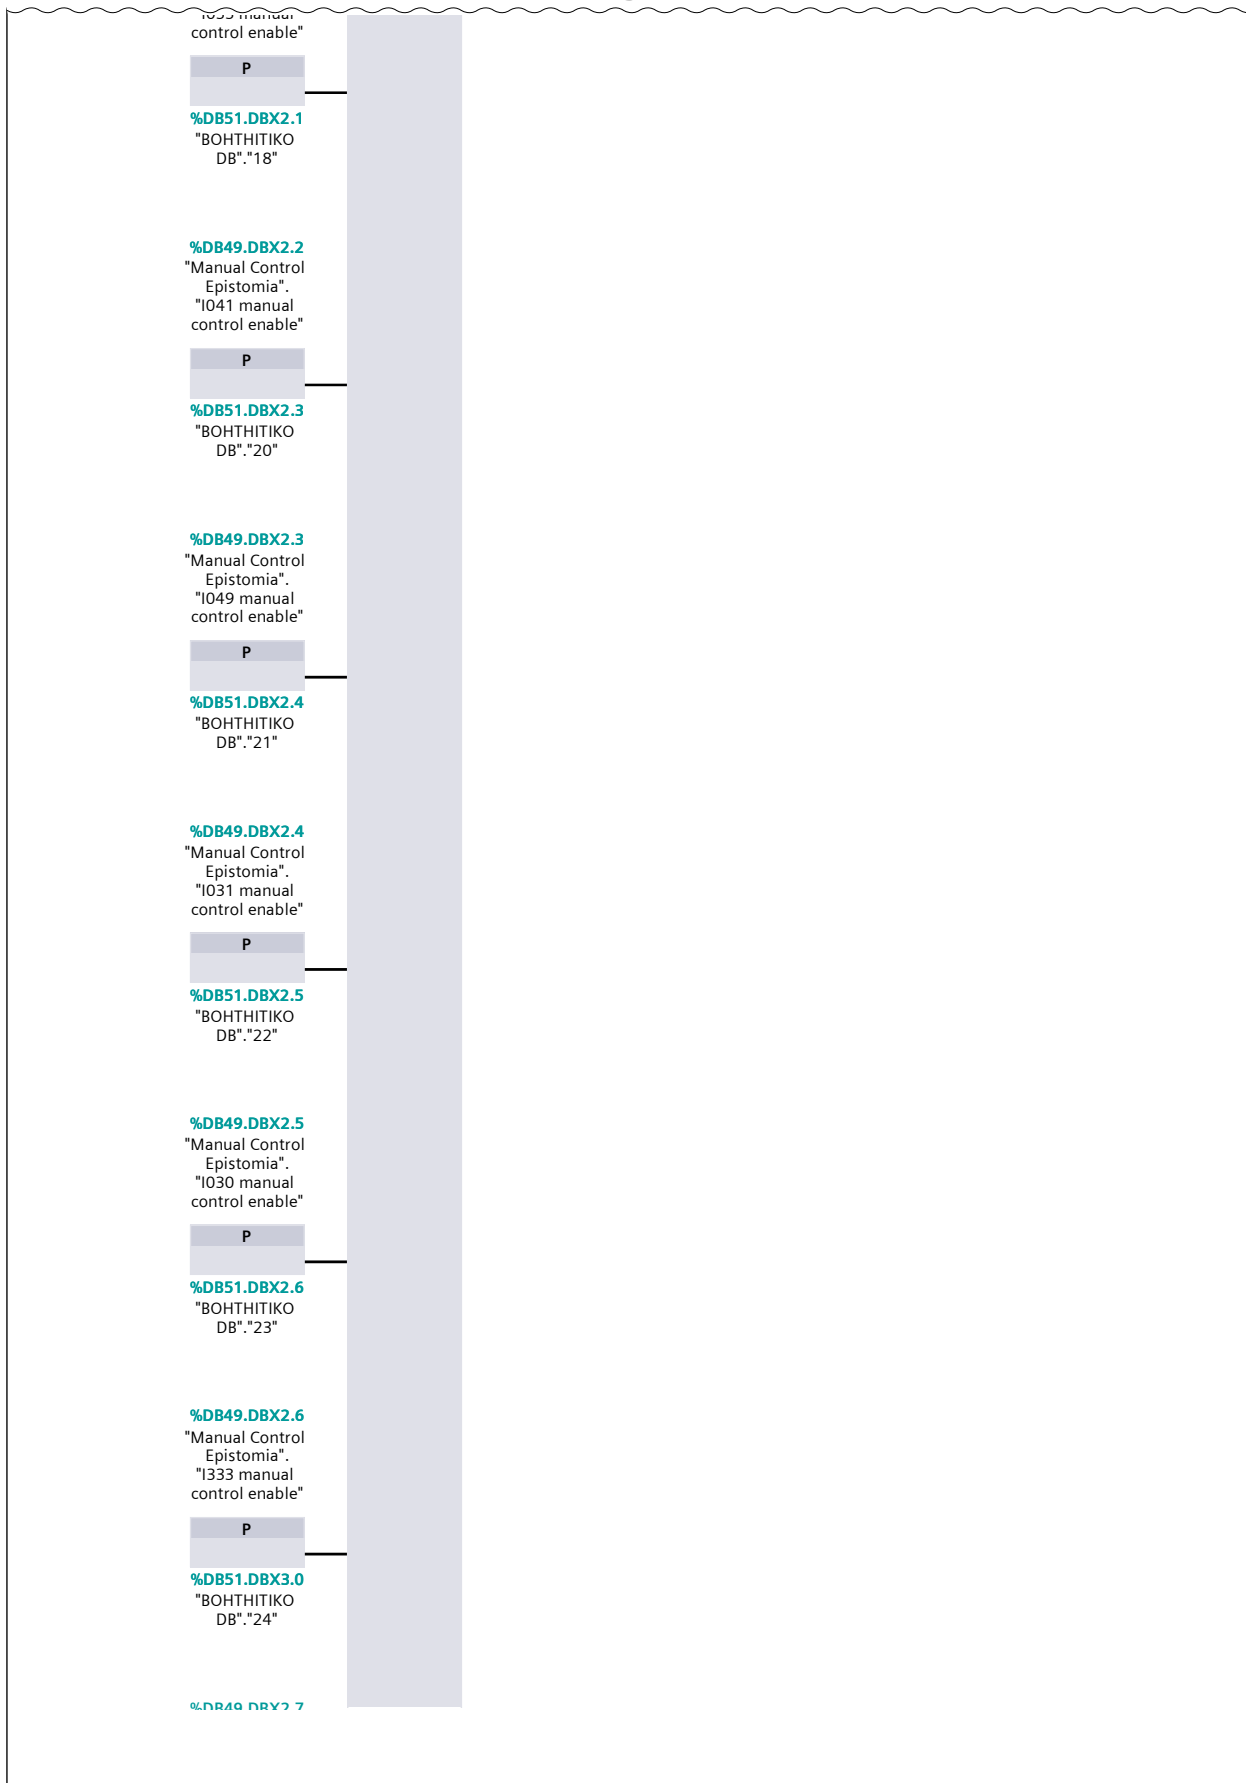 control enable"
P
%DB51.DBX2.1
"BOHTHITIKO
DB"."18"
%DB49.DBX2.2
"Manual Control
Epistomia".
"I041 manual
control enable"
P
%DB51.DBX2.3
"BOHTHITIKO
DB"."20"
%DB49.DBX2.3
"Manual Control
Epistomia".
"I049 manual
control enable"
P
%DB51.DBX2.4
"BOHTHITIKO
DB"."21"
%DB49.DBX2.4
"Manual Control
Epistomia".
"I031 manual
control enable"
P
%DB51.DBX2.5
"BOHTHITIKO
DB"."22"
%DB49.DBX2.5
"Manual Control
Epistomia".
"I030 manual
control enable"
P
%DB51.DBX2.6
"BOHTHITIKO
DB"."23"
%DB49.DBX2.6
"Manual Control
Epistomia".
"I333 manual
control enable"
P
%DB51.DBX3.0
"BOHTHITIKO
DB"."24"
%DB49.DBX2.7